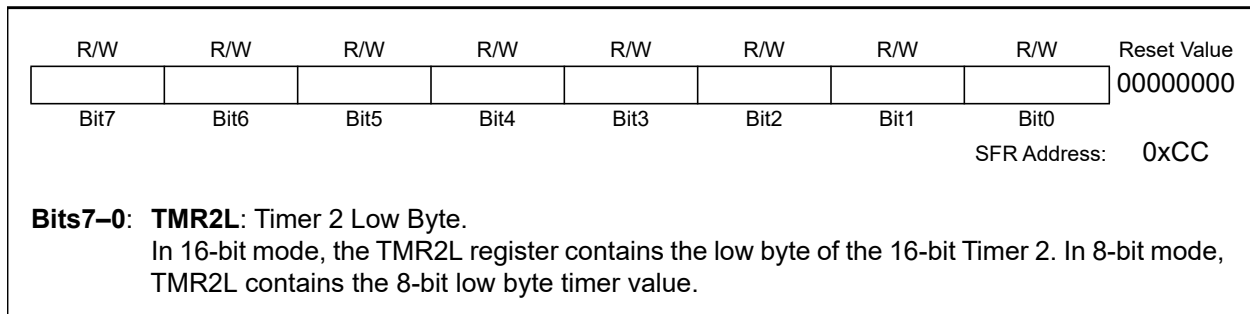 R/W R/W R/W R/W R/W R/W R/W R/W Reset Value
00000000
Bit7 Bit6 Bit5 Bit4 Bit3 Bit2 Bit1 Bit0
SFR Address: 0xCC
Bits7–0: TMR2L: Timer 2 Low Byte.
In 16-bit mode, the TMR2L register contains the low byte of the 16-bit Timer 2. In 8-bit mode,
TMR2L contains the 8-bit low byte timer value.